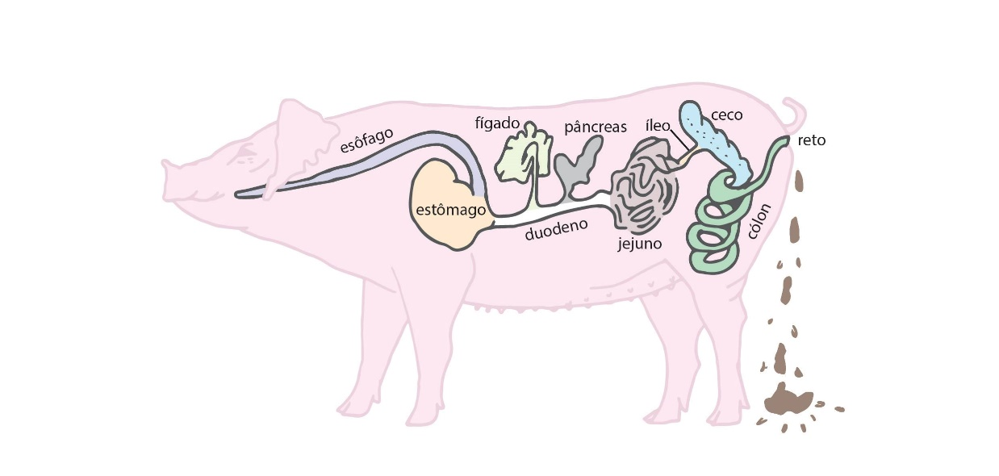 esôfago
fígado
pâncreas
íleo
ceco
reto
estômago
duodeno
jejuno
cólon